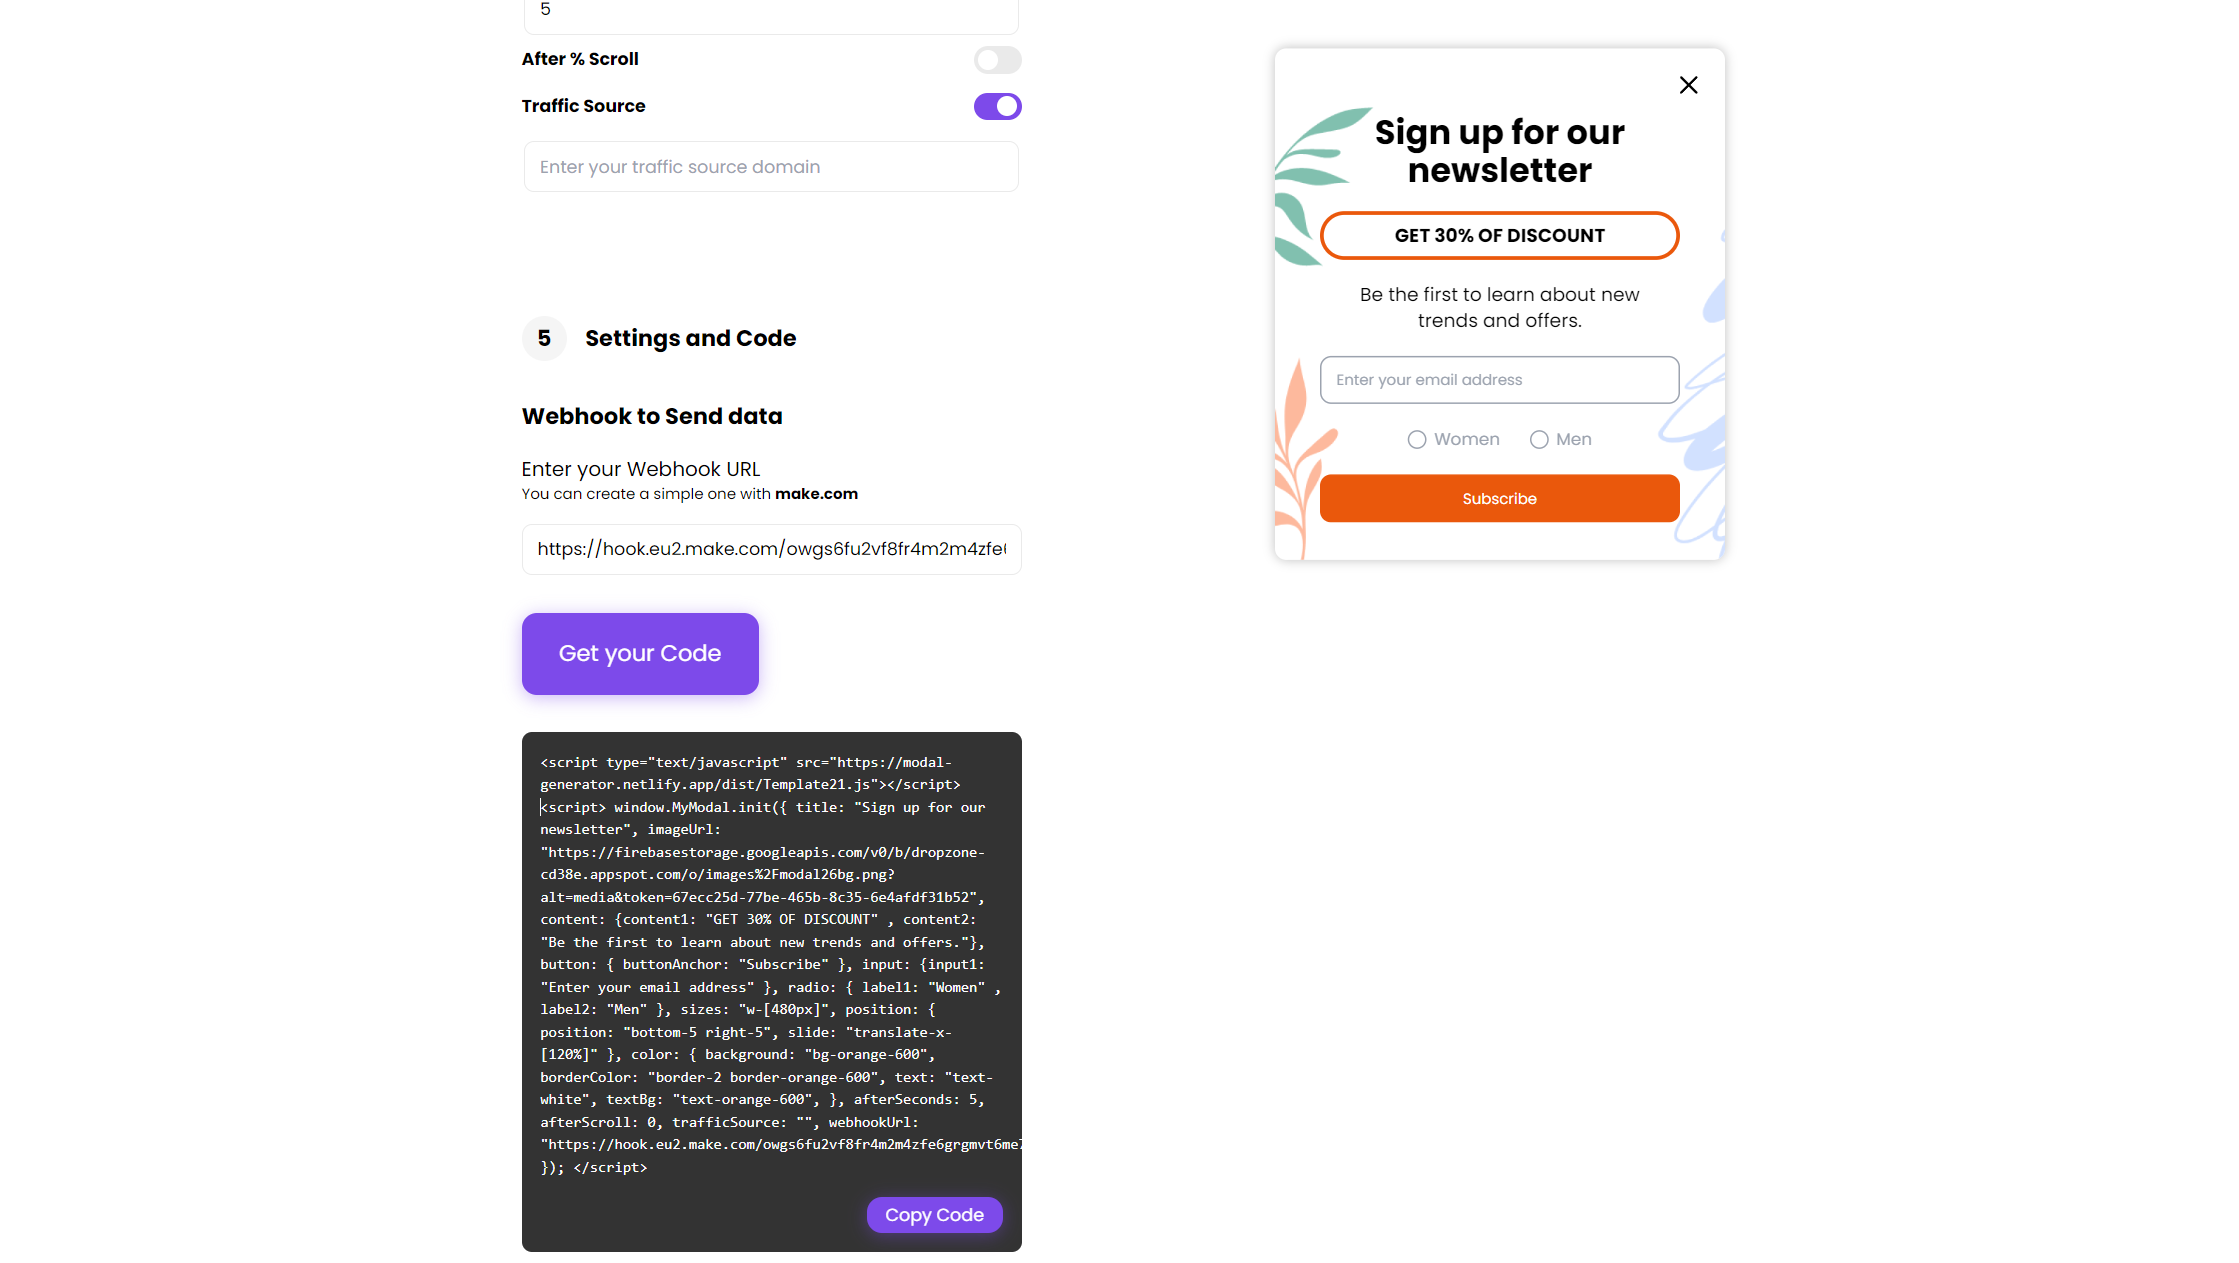 5
After % Scroll
Traffic Source
Enter your traffic source domain
5
Settings and Code
Webhook to Send data
Enter your Webhook URL
You can create a simple one with make.com
https://hook.eu2.make.com/owgs6fu2vf8fr4m2m4zfe6
Get your Code
<script type="text/javascript" src="https://modal-
generator.netlify.app/dist/Template21.js"></script>
<script> window.MyModal.init({ title: "Sign up for our
newsletter", imageUrl:
"https://firebasestorage.googleapis.com/v0/b/dropzone-
cd38e.appspot.com/o/images%2Fmodal26bg.png?
alt=media&token=67ecc25d-77be-465b-8c35-6e4afdf31b52",
content: {content1: "GET 30% OF DISCOUNT" , content2:
"Be the first to learn about new trends and offers."},
button: { buttonAnchor: "Subscribe" }, input: {input1:
"Enter your email address" }, radio: { label1: "Women" ,
label2: "Men" }, sizes: "w-[480px]", position: {
position: "bottom-5 right-5", slide: "translate-x-
[120%]" }, color: { background: "bg-orange-600",
borderColor: "border-2 border-orange-600", text: "text-
white", textBg: "text-orange-600", }, afterSeconds: 5,
afterScroll: 0, trafficSource: "", webhookUrl:
"https://hook.eu2.make.com/owgs6fu2vf8fr4m2m4zfe6grgmvt6me7
}); </script>
Copy Code
Sign up for our
newsletter
GET 30% OF DISCOUNT
Be the first to learn about new
trends and offers.
Enter your email address
Women
Men
Subscribe